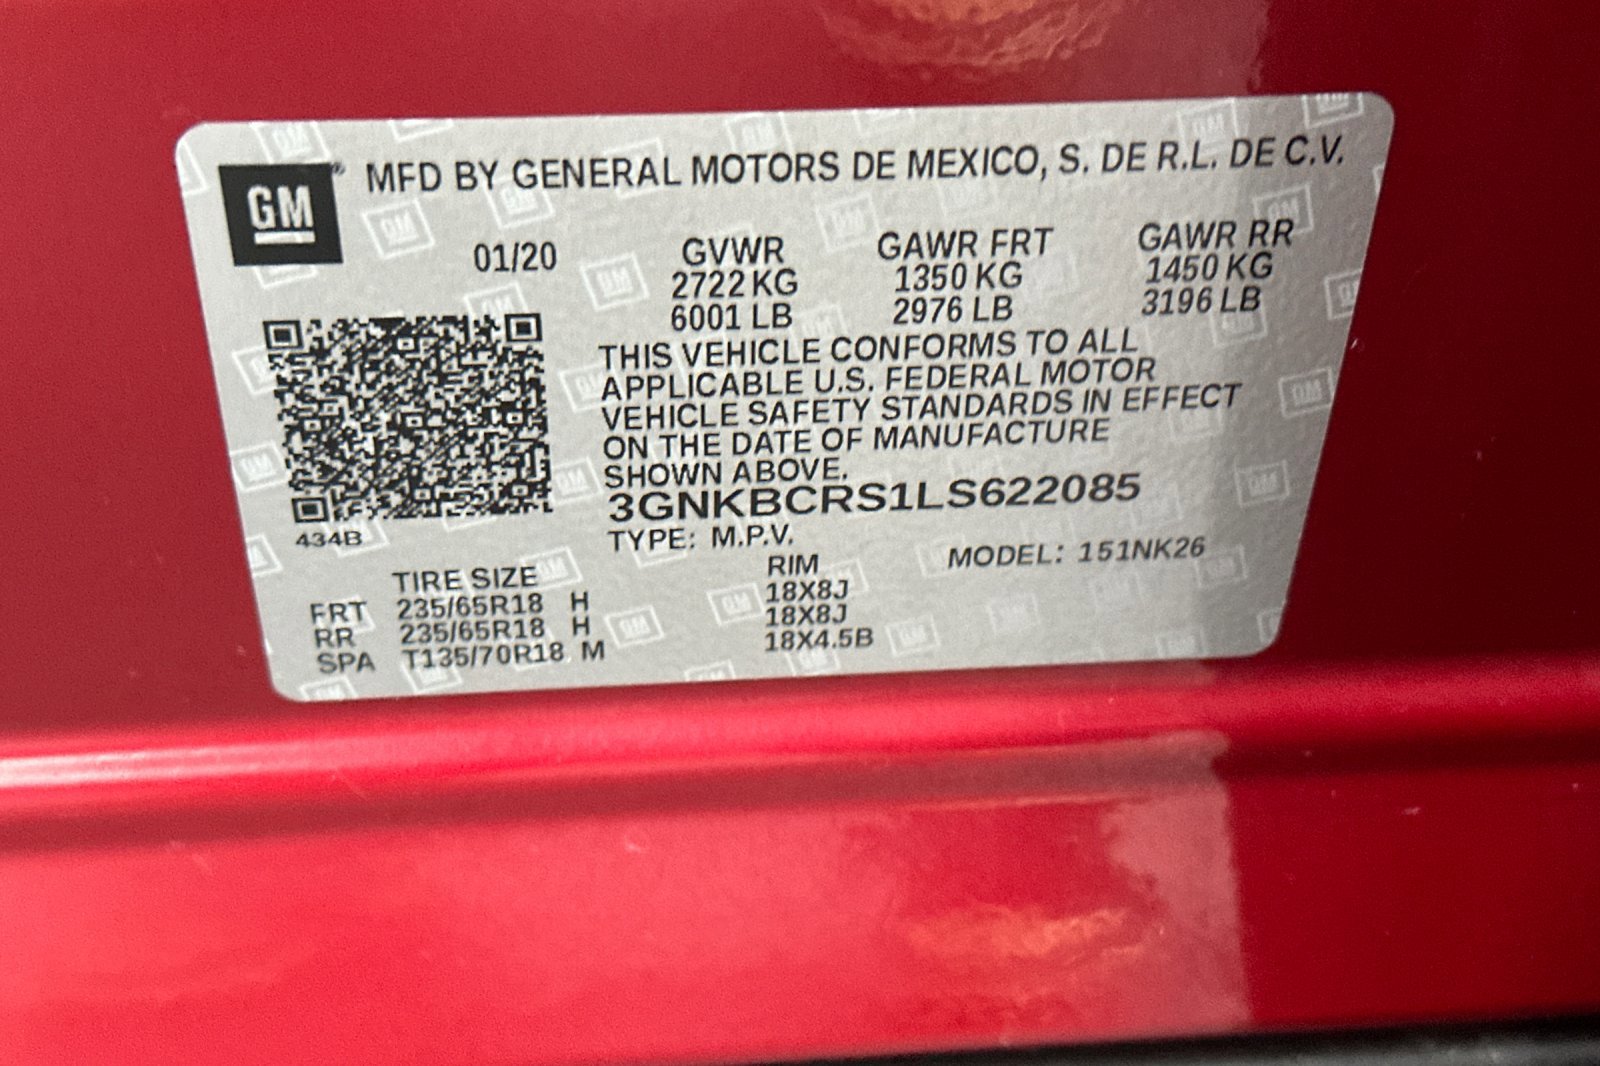 GM ® MFD BY GENERAL MOTORS DE MEXICO, S. DE R.L. DE C.V.
01/20 GVWR GAWR FRT GAWR RR
2722 KG 1350 KG 1450 KG
6001 LB 2976 LB 3196 LB
THIS VEHICLE CONFORMS TO ALL
APPLICABLE U.S. FEDERAL MOTOR
VEHICLE SAFETY STANDARDS IN EFFECT
ON THE DATE OF MANUFACTURE
SHOWN ABOVE.
3GNKBCRS1LS622085
434B TYPE: M.P.V. MODEL: 151NK26
TIRE SIZE RIM
FRT 235/65R18 H 18X8J
RR 235/65R18 H 18X8J
SPA T135/70R18 M 18X4.5B